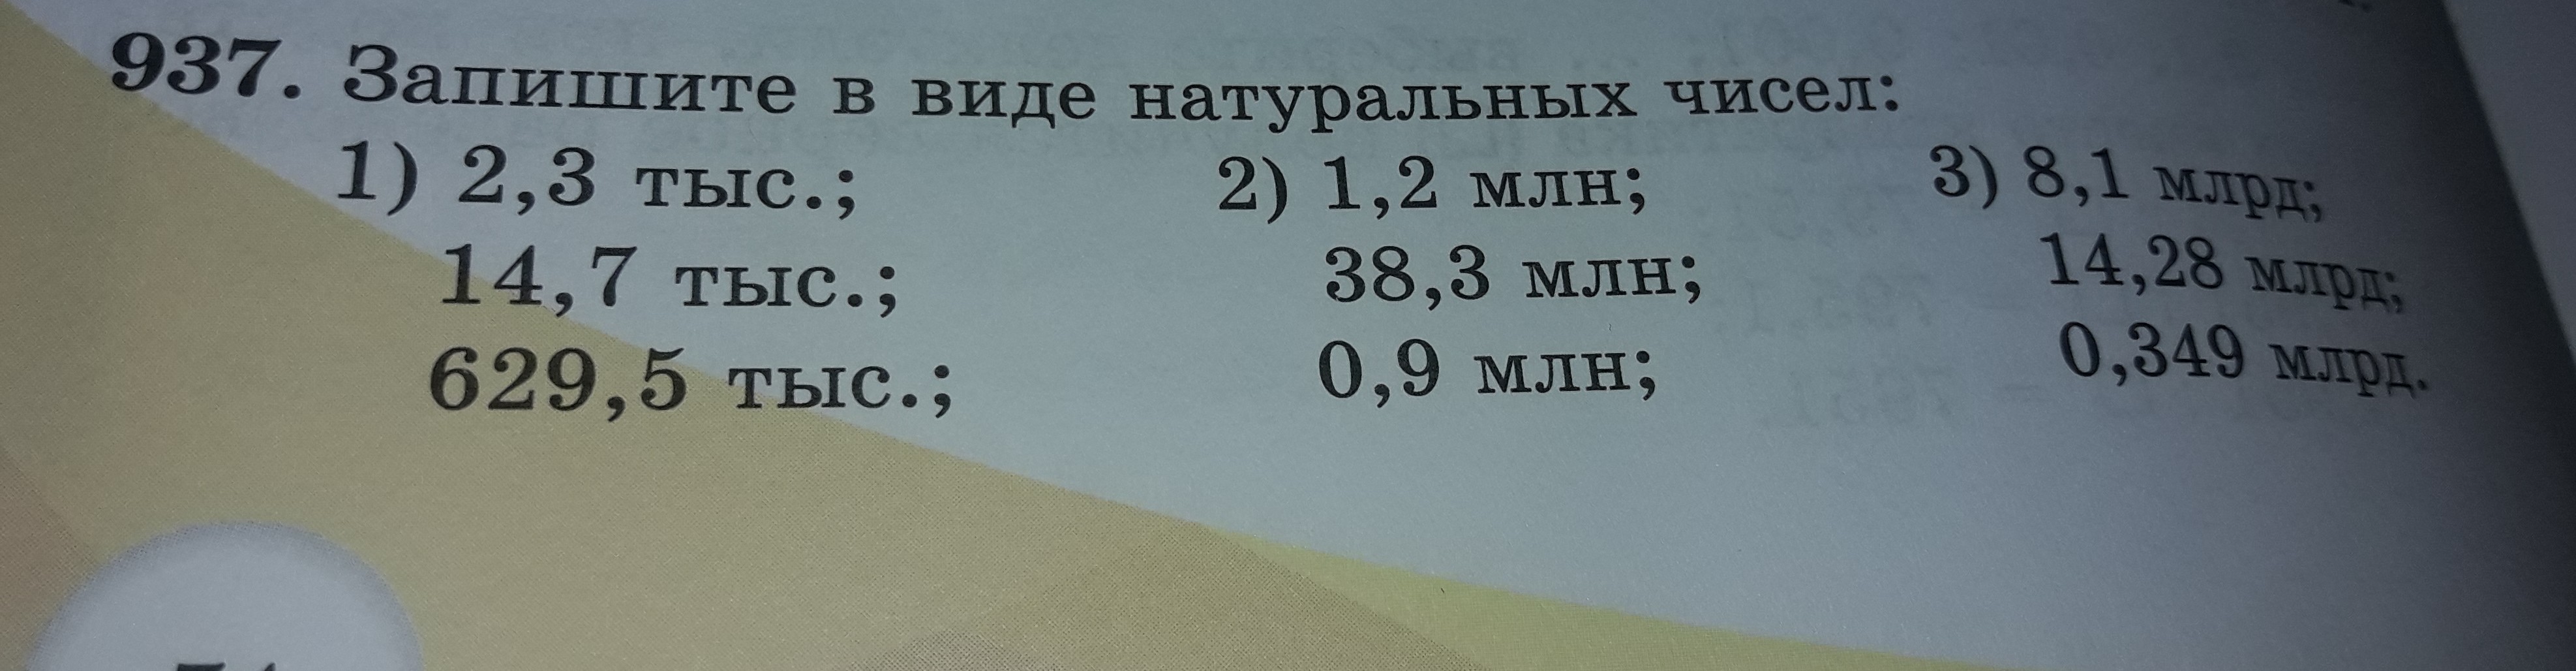 937. Запишите в виде натуральных чисел:
1) 2,3 тыс.; 2) 1,2 млн; 3) 8,1 млрд;
14,7 тыс.; 38,3 млн; 14,28 млрд;
629,5 тыс.; 0,9 млн; 0,349 млрд.